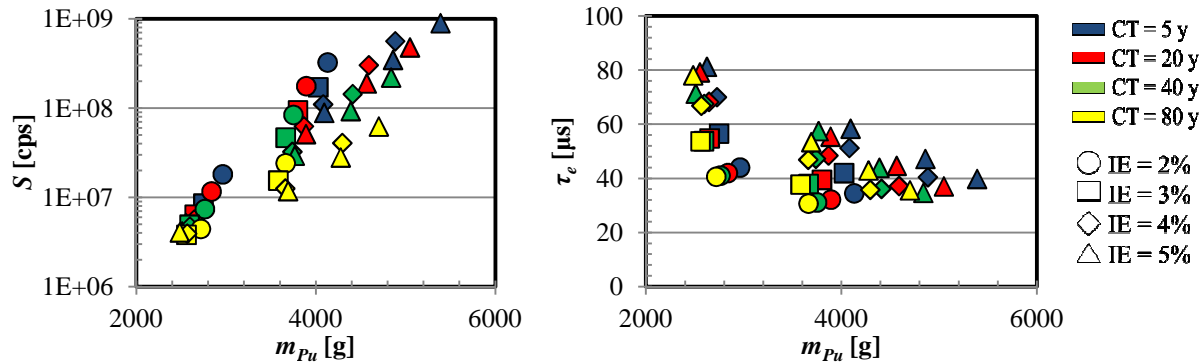 1E+09
1E+08
1E+07
1E+06
S [cps]
2000 4000 6000
m_Pu [g]
100
80
60
40
20
0
τ_e [µs]
2000 4000 6000
m_Pu [g]
CT = 5 y
CT = 20 y
CT = 40 y
CT = 80 y
IE = 2%
IE = 3%
IE = 4%
IE = 5%